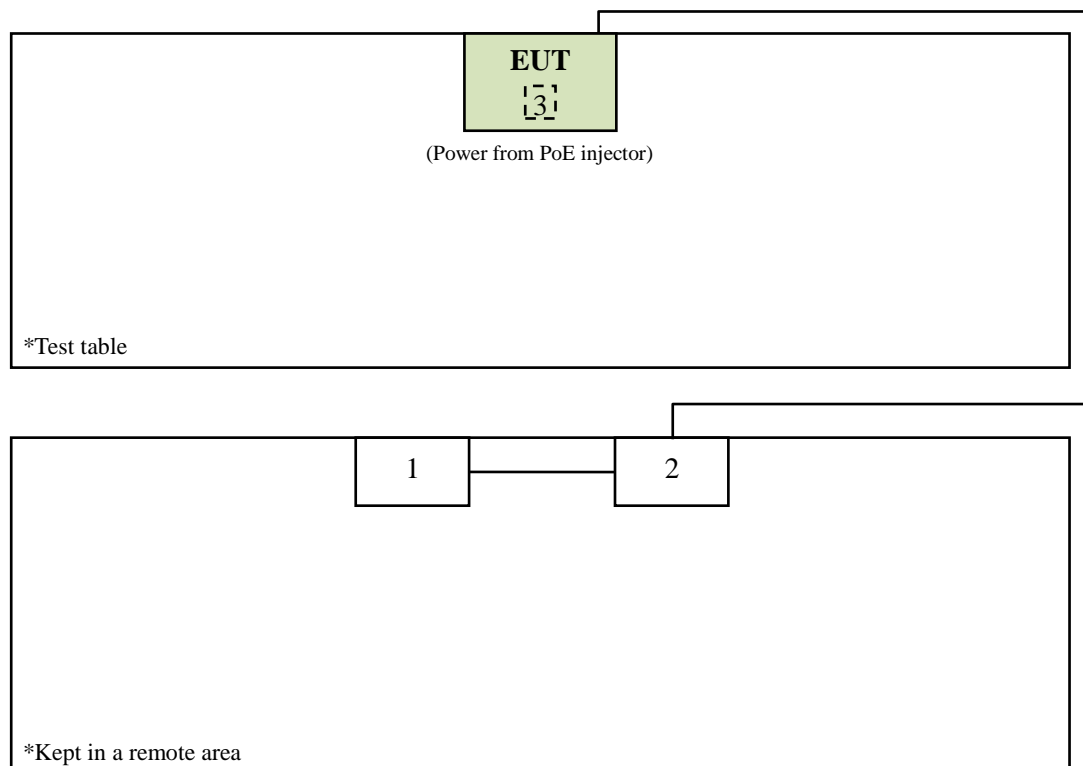 EUT
3
(Power from PoE injector)
*Test table
1 2
*Kept in a remote area